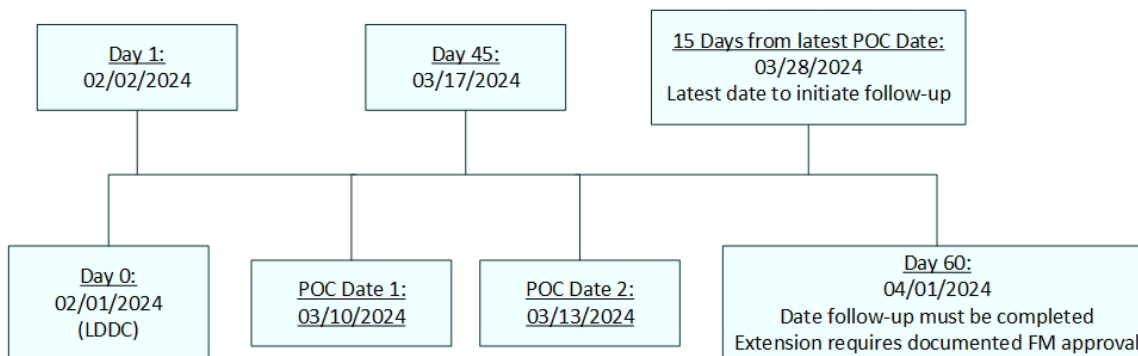 Day 1:
02/02/2024
Day 45:
03/17/2024
15 Days from latest POC Date:
03/28/2024
Latest date to initiate follow-up
Day 0:
02/01/2024
(LDDC)
POC Date 1:
03/10/2024
POC Date 2:
03/13/2024
Day 60:
04/01/2024
Date follow-up must be completed
Extension requires documented FM approval